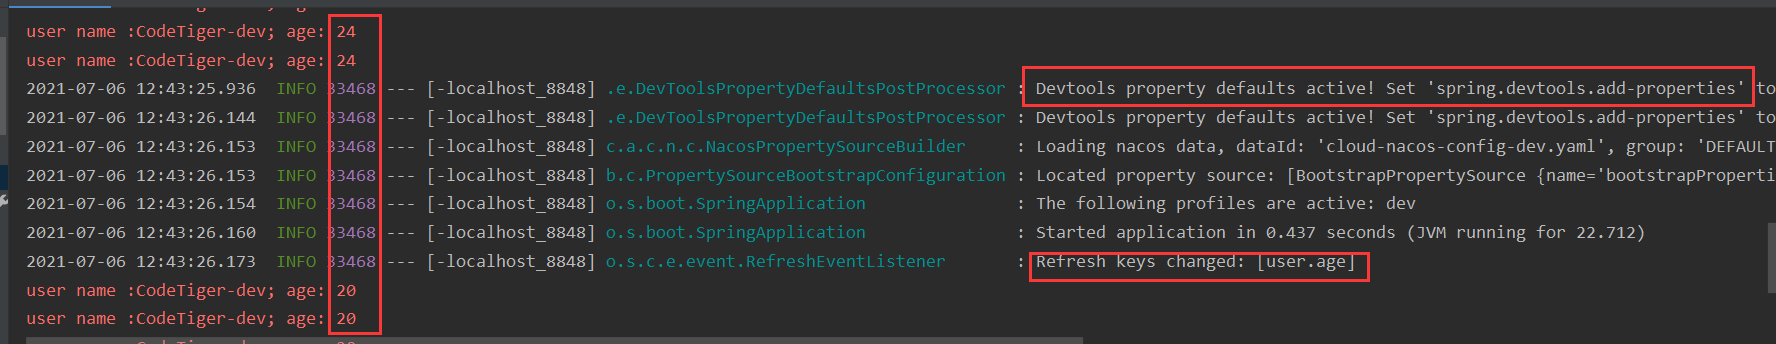 user name :CodeTiger-dev; age: 24
user name :CodeTiger-dev; age: 24
2021-07-06 12:43:25.936  INFO 33468 --- [-localhost_8848] .e.DevToolsPropertyDefaultsPostProcessor : Devtools property defaults active! Set 'spring.devtools.add-properties' to
2021-07-06 12:43:26.144  INFO 33468 --- [-localhost_8848] .e.DevToolsPropertyDefaultsPostProcessor : Devtools property defaults active! Set 'spring.devtools.add-properties' to
2021-07-06 12:43:26.153  INFO 33468 --- [-localhost_8848] c.a.c.n.c.NacosPropertySourceBuilder     : Loading nacos data, dataId: 'cloud-nacos-config-dev.yaml', group: 'DEFAULT
2021-07-06 12:43:26.153  INFO 33468 --- [-localhost_8848] b.c.PropertySourceBootstrapConfiguration : Located property source: [BootstrapPropertySource {name='bootstrapProperti
2021-07-06 12:43:26.154  INFO 33468 --- [-localhost_8848] o.s.boot.SpringApplication               : The following profiles are active: dev
2021-07-06 12:43:26.160  INFO 33468 --- [-localhost_8848] o.s.boot.SpringApplication               : Started application in 0.437 seconds (JVM running for 22.712)
2021-07-06 12:43:26.173  INFO 33468 --- [-localhost_8848] o.s.c.e.event.RefreshEventListener       : Refresh keys changed: [user.age]
user name :CodeTiger-dev; age: 20
user name :CodeTiger-dev; age: 20